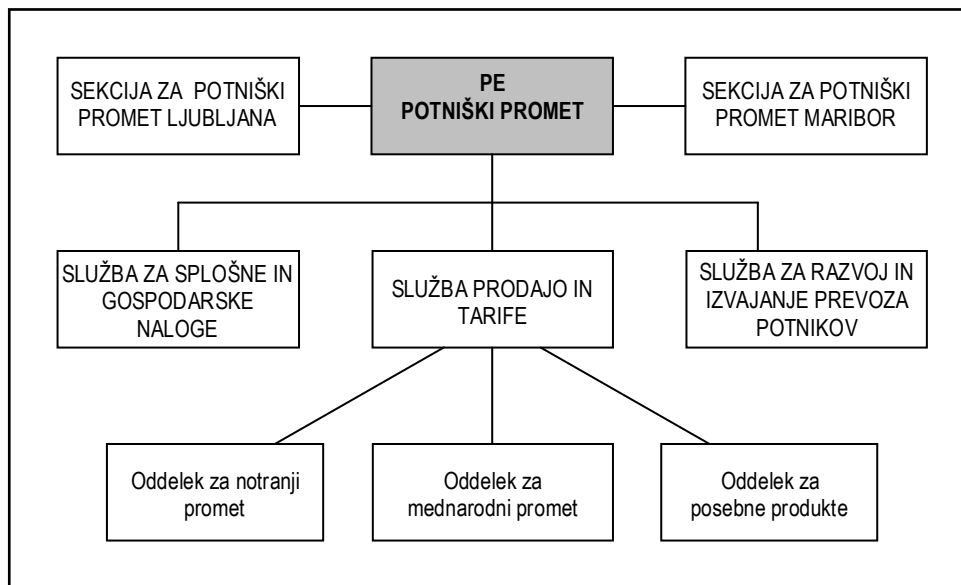 SEKCIJA ZA POTNIŠKI
PROMET LJUBLJANA
PE
POTNIŠKI PROMET
SEKCIJA ZA POTNIŠKI
PROMET MARIBOR
SLUŽBA ZA SPLOŠNE IN
GOSPODARSKE
NALOGE
SLUŽBA PRODAJO IN
TARIFE
SLUŽBA ZA RAZVOJ IN
IZVAJANJE PREVOZA
POTNIKOV
Oddelek za notranji
promet
Oddelek za
mednarodni promet
Oddelek za
posebne produkte